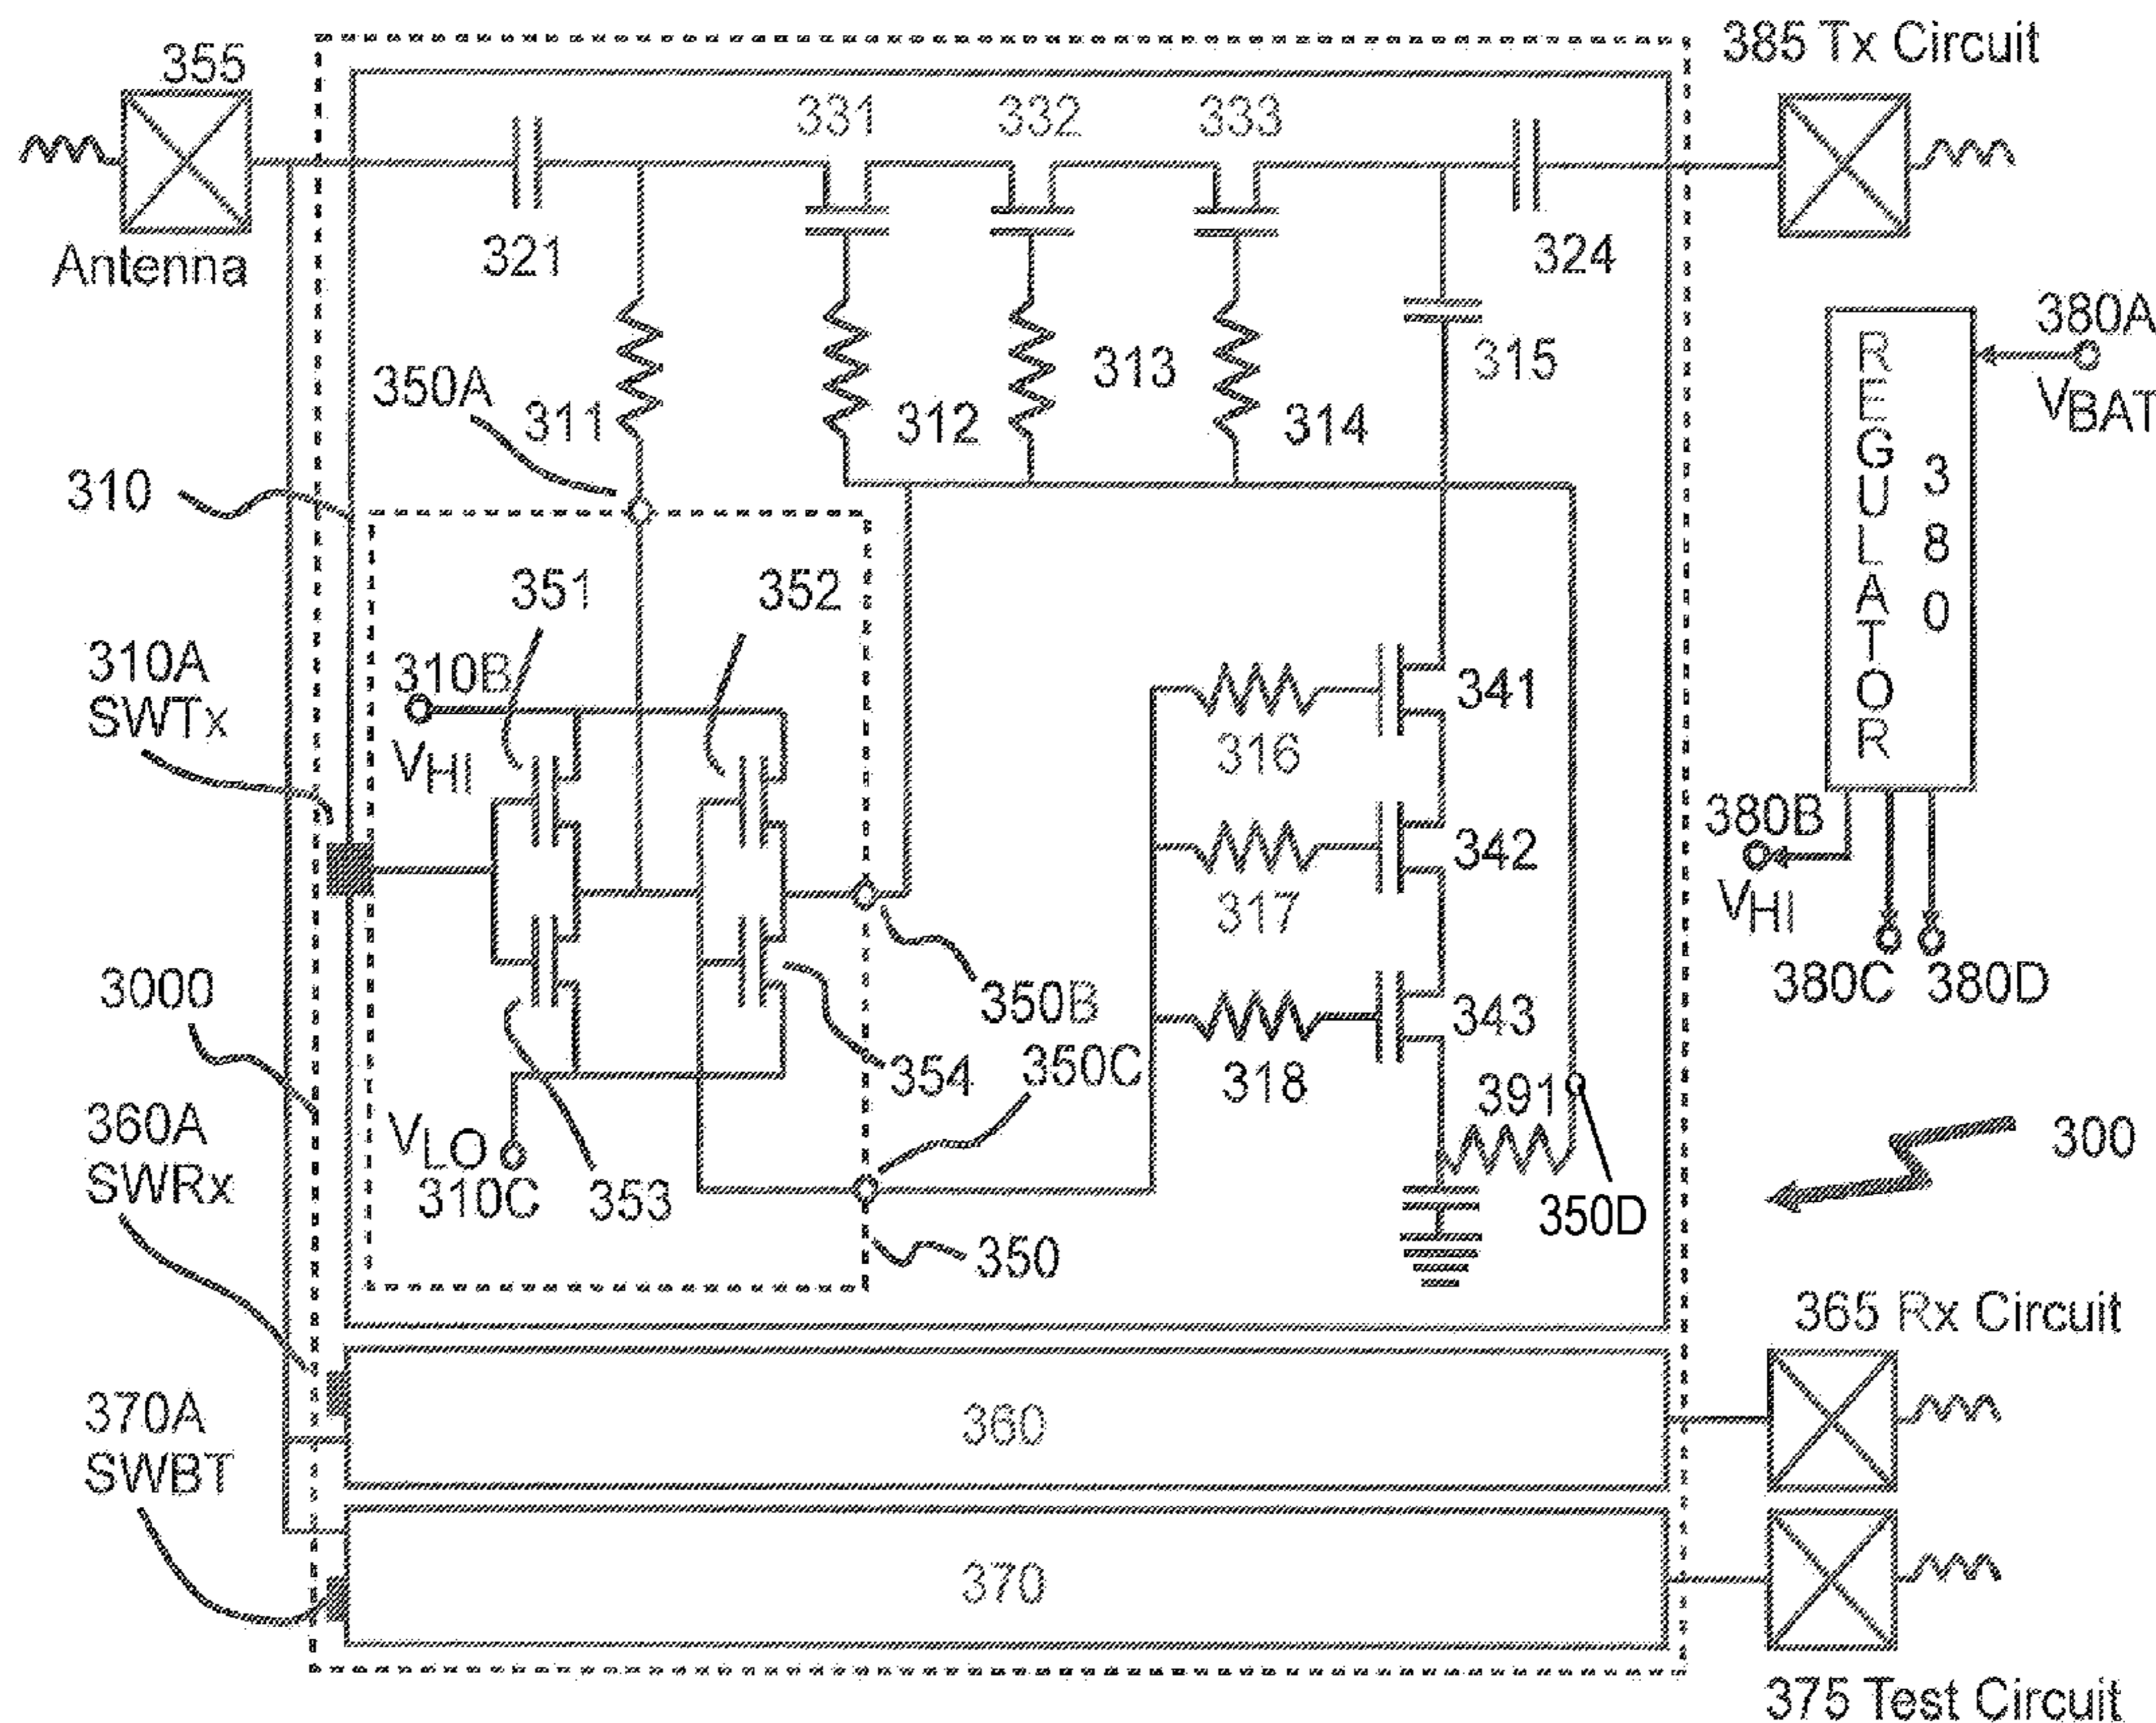 355
Antenna
385 Tx Circuit
331
332
333
321
324
350A
311
312
313
314
315
380A
VBAT
REGULATOR
380
310
351
352
310A
SWTx
310B
VHI
341
316
342
317
380B
VHI
380C
380D
3000
350B
343
318
354
350C
391
360A
SWRx
VLO
310C
353
350D
300
350
365 Rx Circuit
370A
SWBT
360
370
375 Test Circuit